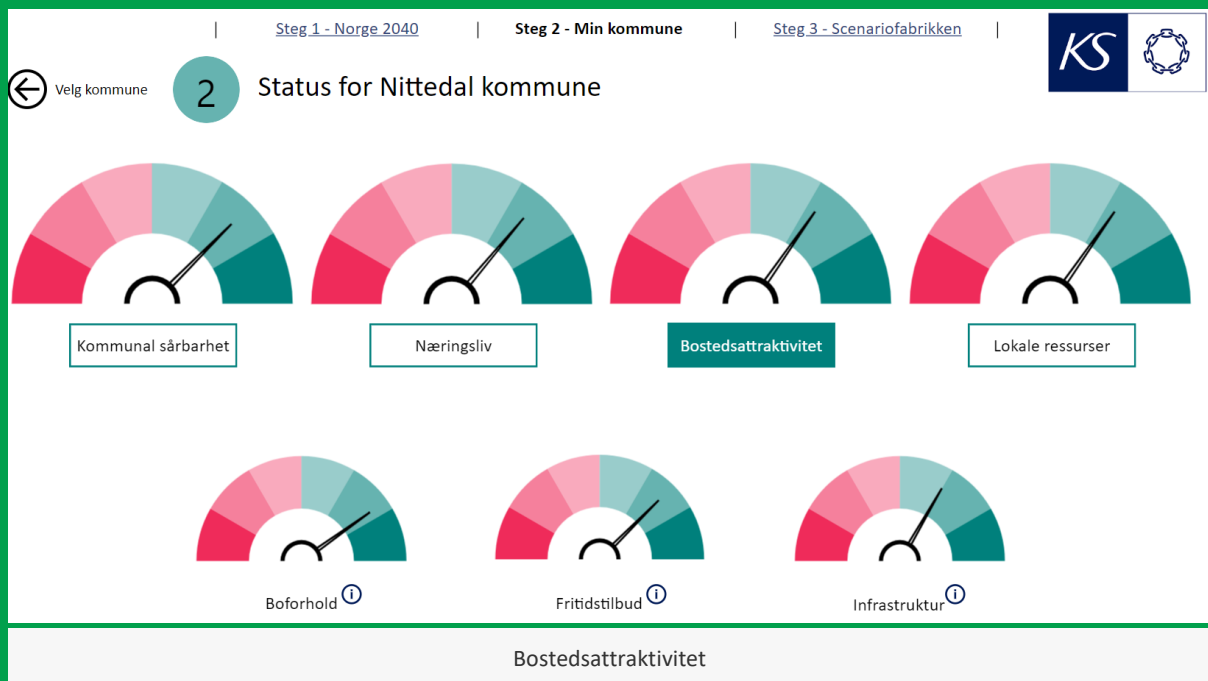 | Steg 1 - Norge 2040 | Steg 2 - Min kommune | Steg 3 - Scenariofabrikken |
KS
Velg kommune
2
Status for Nittedal kommune
Kommunal sårbarhet
Næringsliv
Bostedsattraktivitet
Lokale ressurser
Boforhold i
Fritidstilbud i
Infrastruktur i
Bostedsattraktivitet